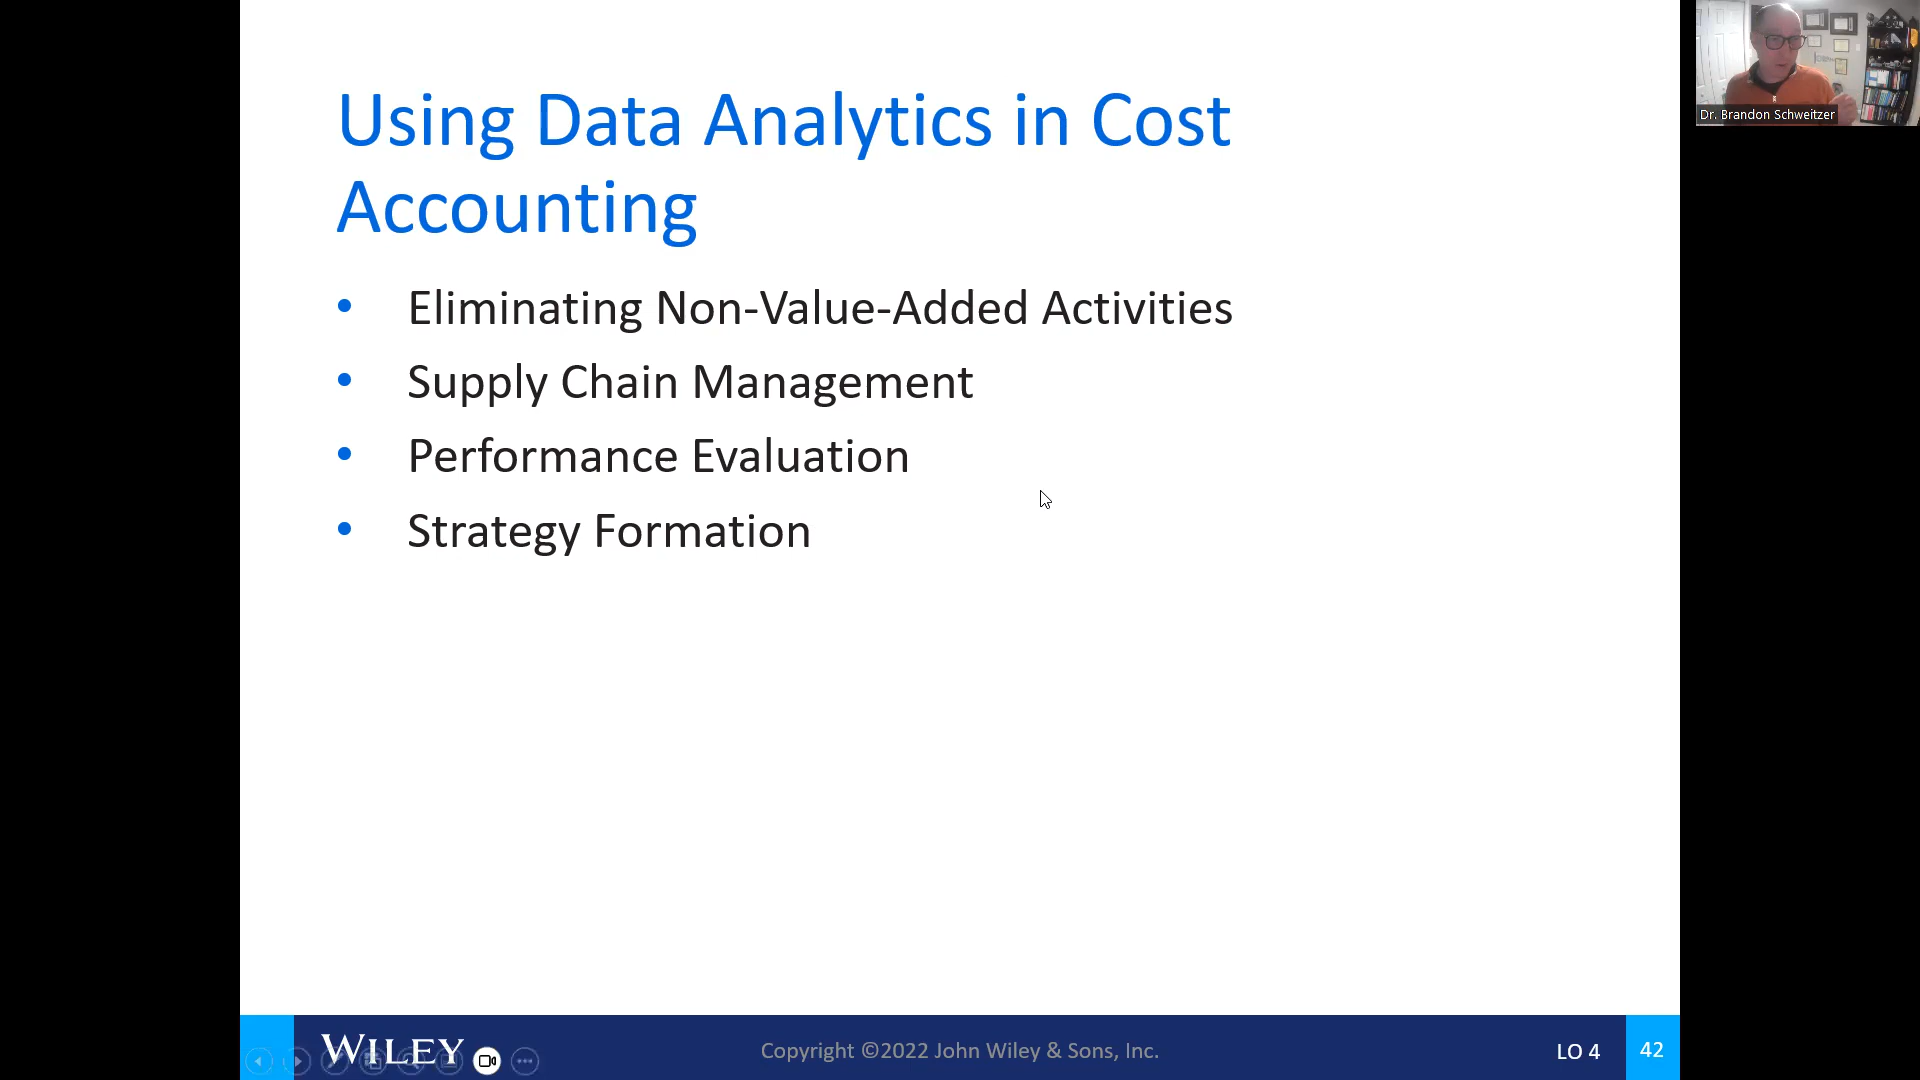 Using Data Analytics in Cost
Accounting
• Eliminating Non-Value-Added Activities
• Supply Chain Management
• Performance Evaluation
• Strategy Formation
Dr. Brandon Schweitzer
WILEY
Copyright ©2022 John Wiley & Sons, Inc.
LO 4
42